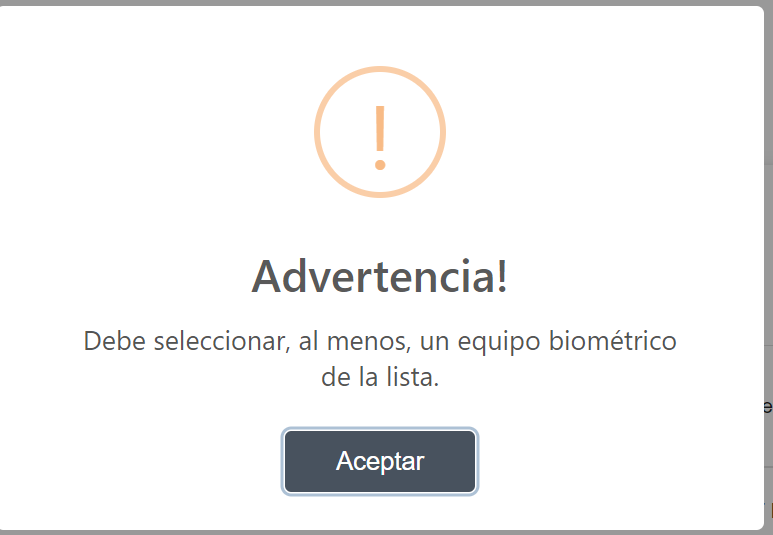 Advertencia!
Debe seleccionar, al menos, un equipo biométrico
de la lista.
Aceptar